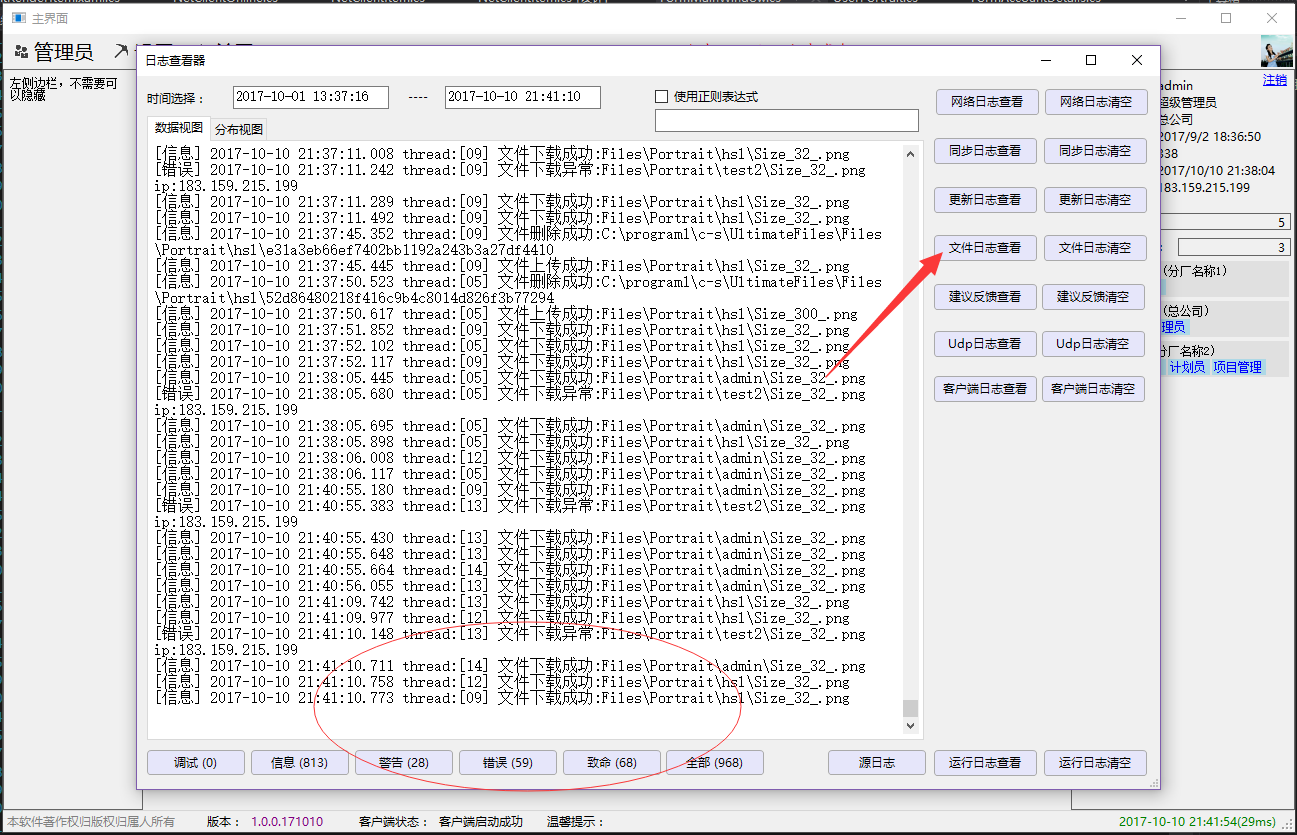 主界面
管理员
左侧边栏，不需要可
以隐藏
日志查看器
时间选择：
2017-10-01 13:37:16
----
2017-10-10 21:41:10
使用正则表达式
数据视图
分布视图
[信息] 2017-10-10 21:37:11.008 thread:[09] 文件下载成功:Files\Portrait\hsl\Size_32_.png
[错误] 2017-10-10 21:37:11.242 thread:[09] 文件下载异常:Files\Portrait\test2\Size_32_.png
ip:183.159.215.199
[信息] 2017-10-10 21:37:11.289 thread:[09] 文件下载成功:Files\Portrait\hsl\Size_32_.png
[信息] 2017-10-10 21:37:11.492 thread:[09] 文件下载成功:Files\Portrait\hsl\Size_32_.png
[信息] 2017-10-10 21:37:45.352 thread:[09] 文件删除成功:C:\program1\c-s\UltimateFiles\Files
\Portrait\hsl\e31a3eb66ef7402bb1192a243b3a27df4410
[信息] 2017-10-10 21:37:45.445 thread:[09] 文件上传成功:Files\Portrait\hsl\Size_32_.png
[信息] 2017-10-10 21:37:50.523 thread:[05] 文件删除成功:C:\program1\c-s\UltimateFiles\Files
\Portrait\hsl\52d86480218f416c9b4c8014d826f3b77294
[信息] 2017-10-10 21:37:50.617 thread:[05] 文件上传成功:Files\Portrait\hsl\Size_300_.png
[信息] 2017-10-10 21:37:51.852 thread:[09] 文件下载成功:Files\Portrait\hsl\Size_32_.png
[信息] 2017-10-10 21:37:52.102 thread:[05] 文件下载成功:Files\Portrait\hsl\Size_32_.png
[信息] 2017-10-10 21:37:52.117 thread:[09] 文件下载成功:Files\Portrait\hsl\Size_32_.png
[信息] 2017-10-10 21:38:05.445 thread:[05] 文件下载成功:Files\Portrait\admin\Size_32_.png
[错误] 2017-10-10 21:38:05.680 thread:[05] 文件下载异常:Files\Portrait\test2\Size_32_.png
ip:183.159.215.199
[信息] 2017-10-10 21:38:05.695 thread:[05] 文件下载成功:Files\Portrait\admin\Size_32_.png
[信息] 2017-10-10 21:38:05.898 thread:[05] 文件下载成功:Files\Portrait\hsl\Size_32_.png
[信息] 2017-10-10 21:38:06.008 thread:[12] 文件下载成功:Files\Portrait\admin\Size_32_.png
[信息] 2017-10-10 21:38:06.117 thread:[05] 文件下载成功:Files\Portrait\admin\Size_32_.png
[信息] 2017-10-10 21:40:55.180 thread:[09] 文件下载成功:Files\Portrait\admin\Size_32_.png
[错误] 2017-10-10 21:40:55.383 thread:[13] 文件下载异常:Files\Portrait\test2\Size_32_.png
ip:183.159.215.199
[信息] 2017-10-10 21:40:55.430 thread:[13] 文件下载成功:Files\Portrait\admin\Size_32_.png
[信息] 2017-10-10 21:40:55.648 thread:[13] 文件下载成功:Files\Portrait\admin\Size_32_.png
[信息] 2017-10-10 21:40:55.664 thread:[14] 文件下载成功:Files\Portrait\admin\Size_32_.png
[信息] 2017-10-10 21:40:56.055 thread:[13] 文件下载成功:Files\Portrait\admin\Size_32_.png
[信息] 2017-10-10 21:41:09.742 thread:[13] 文件下载成功:Files\Portrait\hsl\Size_32_.png
[信息] 2017-10-10 21:41:09.977 thread:[12] 文件下载成功:Files\Portrait\hsl\Size_32_.png
[错误] 2017-10-10 21:41:10.148 thread:[13] 文件下载异常:Files\Portrait\test2\Size_32_.png
ip:183.159.215.199
[信息] 2017-10-10 21:41:10.711 thread:[14] 文件下载成功:Files\Portrait\admin\Size_32_.png
[信息] 2017-10-10 21:41:10.758 thread:[12] 文件下载成功:Files\Portrait\hsl\Size_32_.png
[信息] 2017-10-10 21:41:10.773 thread:[09] 文件下载成功:Files\Portrait\hsl\Size_32_.png
调试 (0)
信息 (813)
警告 (28)
错误 (59)
致命 (68)
全部 (968)
源日志
网络日志查看
网络日志清空
同步日志查看
同步日志清空
更新日志查看
更新日志清空
文件日志查看
文件日志清空
建议反馈查看
建议反馈清空
Udp日志查看
Udp日志清空
客户端日志查看
客户端日志清空
运行日志查看
运行日志清空
注销
admin
超级管理员
总公司
2017/9/2 18:36:50
338
2017/10/10 21:38:04
183.159.215.199
5
3
(分厂名称1)
(总公司)
理员
分厂名称2)
计划员 项目管理
本软件著作权归版权归属人所有
版本： 1.0.0.171010
客户端状态： 客户端启动成功
温馨提示：
2017-10-10 21:41:54(29ms)